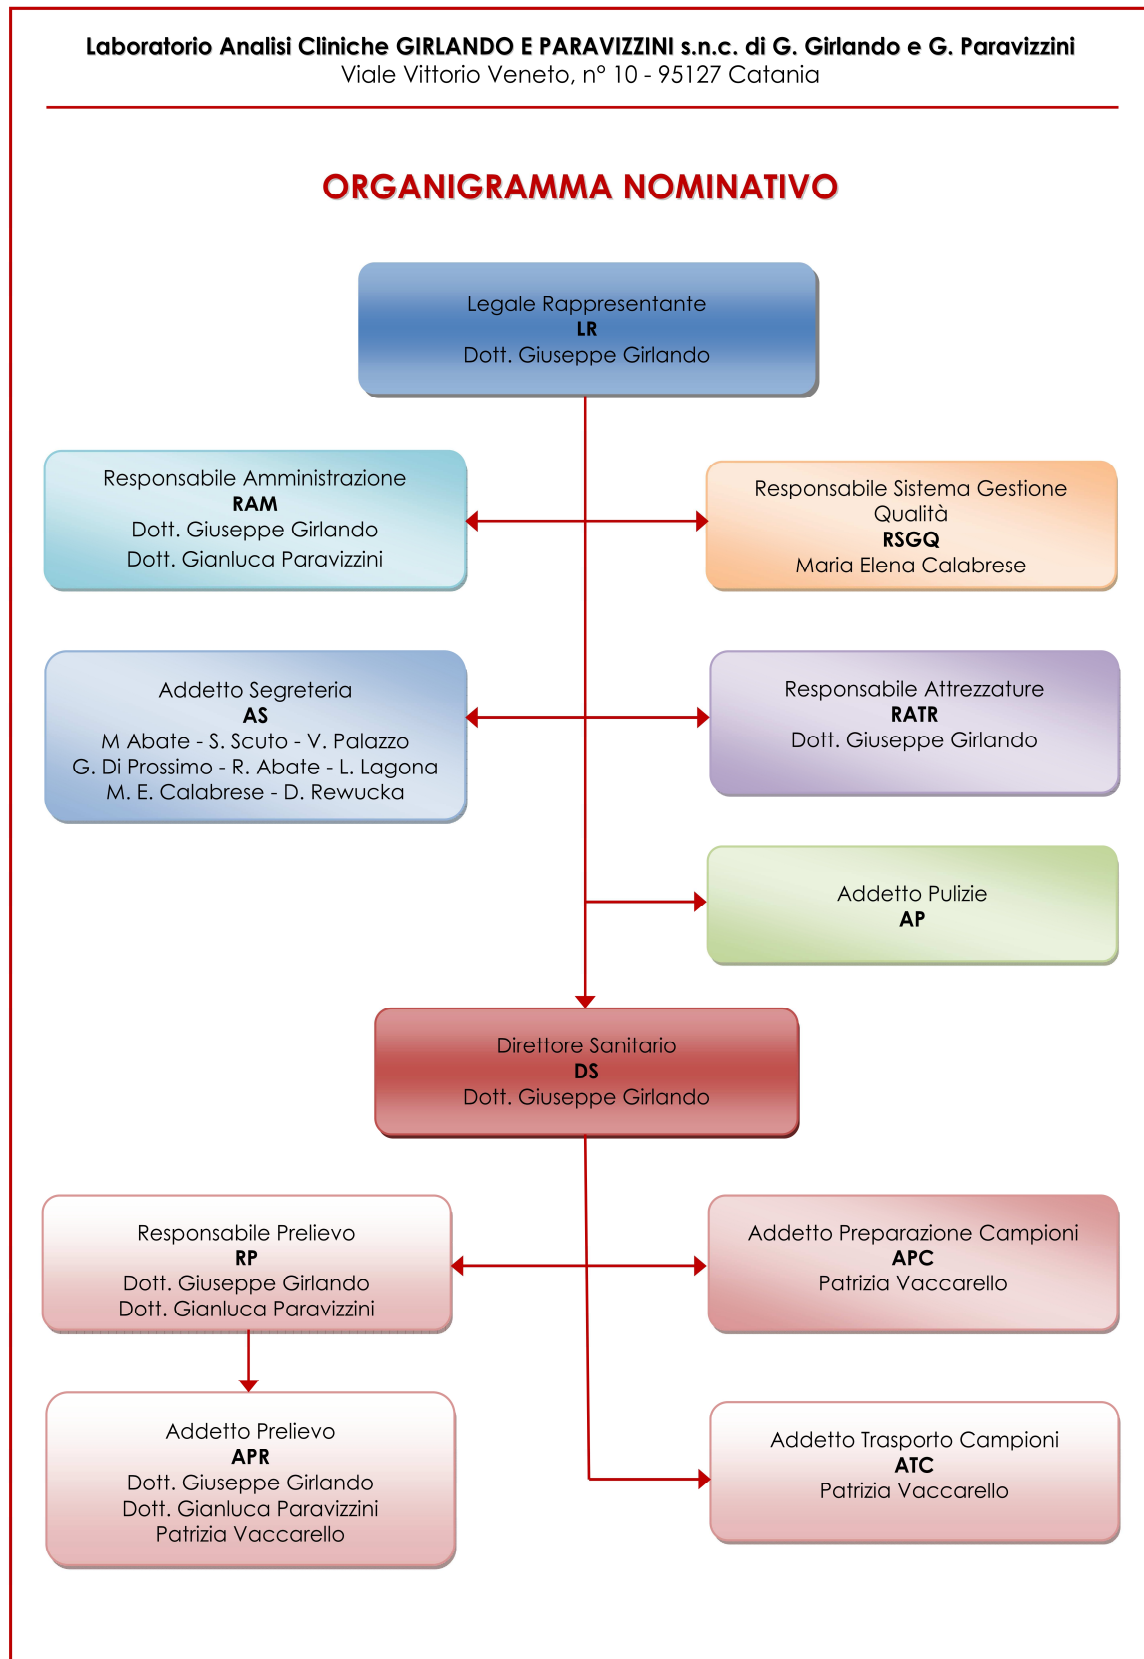 Laboratorio Analisi Cliniche GIRLANDO E PARAVIZZINI s.n.c. di G. Girlando e G. Paravizzini
Viale Vittorio Veneto, n° 10 - 95127 Catania
ORGANIGRAMMA NOMINATIVO
Legale Rappresentante
LR
Dott. Giuseppe Girlando
Responsabile Amministrazione
RAM
Dott. Giuseppe Girlando
Dott. Gianluca Paravizzini
Responsabile Sistema Gestione
Qualità
RSGQ
Maria Elena Calabrese
Addetto Segreteria
AS
M Abate - S. Scuto - V. Palazzo
G. Di Prossimo - R. Abate - L. Lagona
M. E. Calabrese - D. Rewucka
Responsabile Attrezzature
RATR
Dott. Giuseppe Girlando
Addetto Pulizie
AP
Direttore Sanitario
DS
Dott. Giuseppe Girlando
Responsabile Prelievo
RP
Dott. Giuseppe Girlando
Dott. Gianluca Paravizzini
Addetto Preparazione Campioni
APC
Patrizia Vaccarello
Addetto Prelievo
APR
Dott. Giuseppe Girlando
Dott. Gianluca Paravizzini
Patrizia Vaccarello
Addetto Trasporto Campioni
ATC
Patrizia Vaccarello